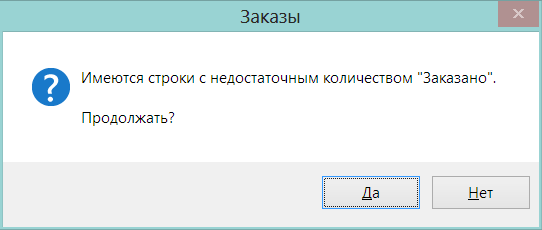 Заказы
Имеются строки с недостаточным количеством "Заказано".
Продолжать?
Да
Нет